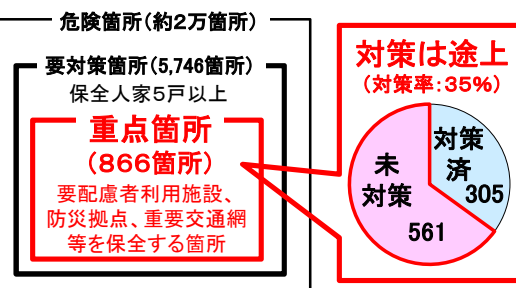 危険箇所(約2万箇所)
要対策箇所(5,746箇所)
保全人家5戸以上
重点箇所
(866箇所)
要配慮者利用施設、
防災拠点、重要交通網
等を保全する箇所
対策は途上
(対策率:35%)
対策
済
305
未
対策
561